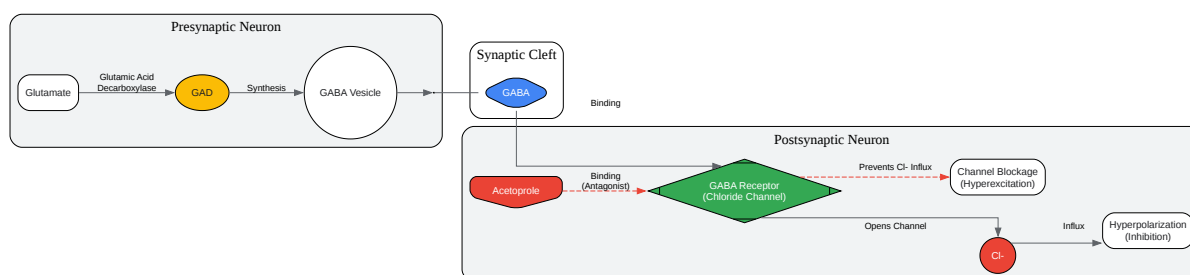 Presynaptic Neuron
Glutamate
Glutamic Acid
Decarboxylase
GAD
Synthesis
GABA Vesicle
Synaptic Cleft
GABA
Binding
Postsynaptic Neuron
Acetoprole
Binding
(Antagonist)
GABA Receptor
(Chloride Channel)
Prevents Cl- Influx
Channel Blockage
(Hyperexcitation)
Opens Channel
Cl-
Influx
Hyperpolarization
(Inhibition)